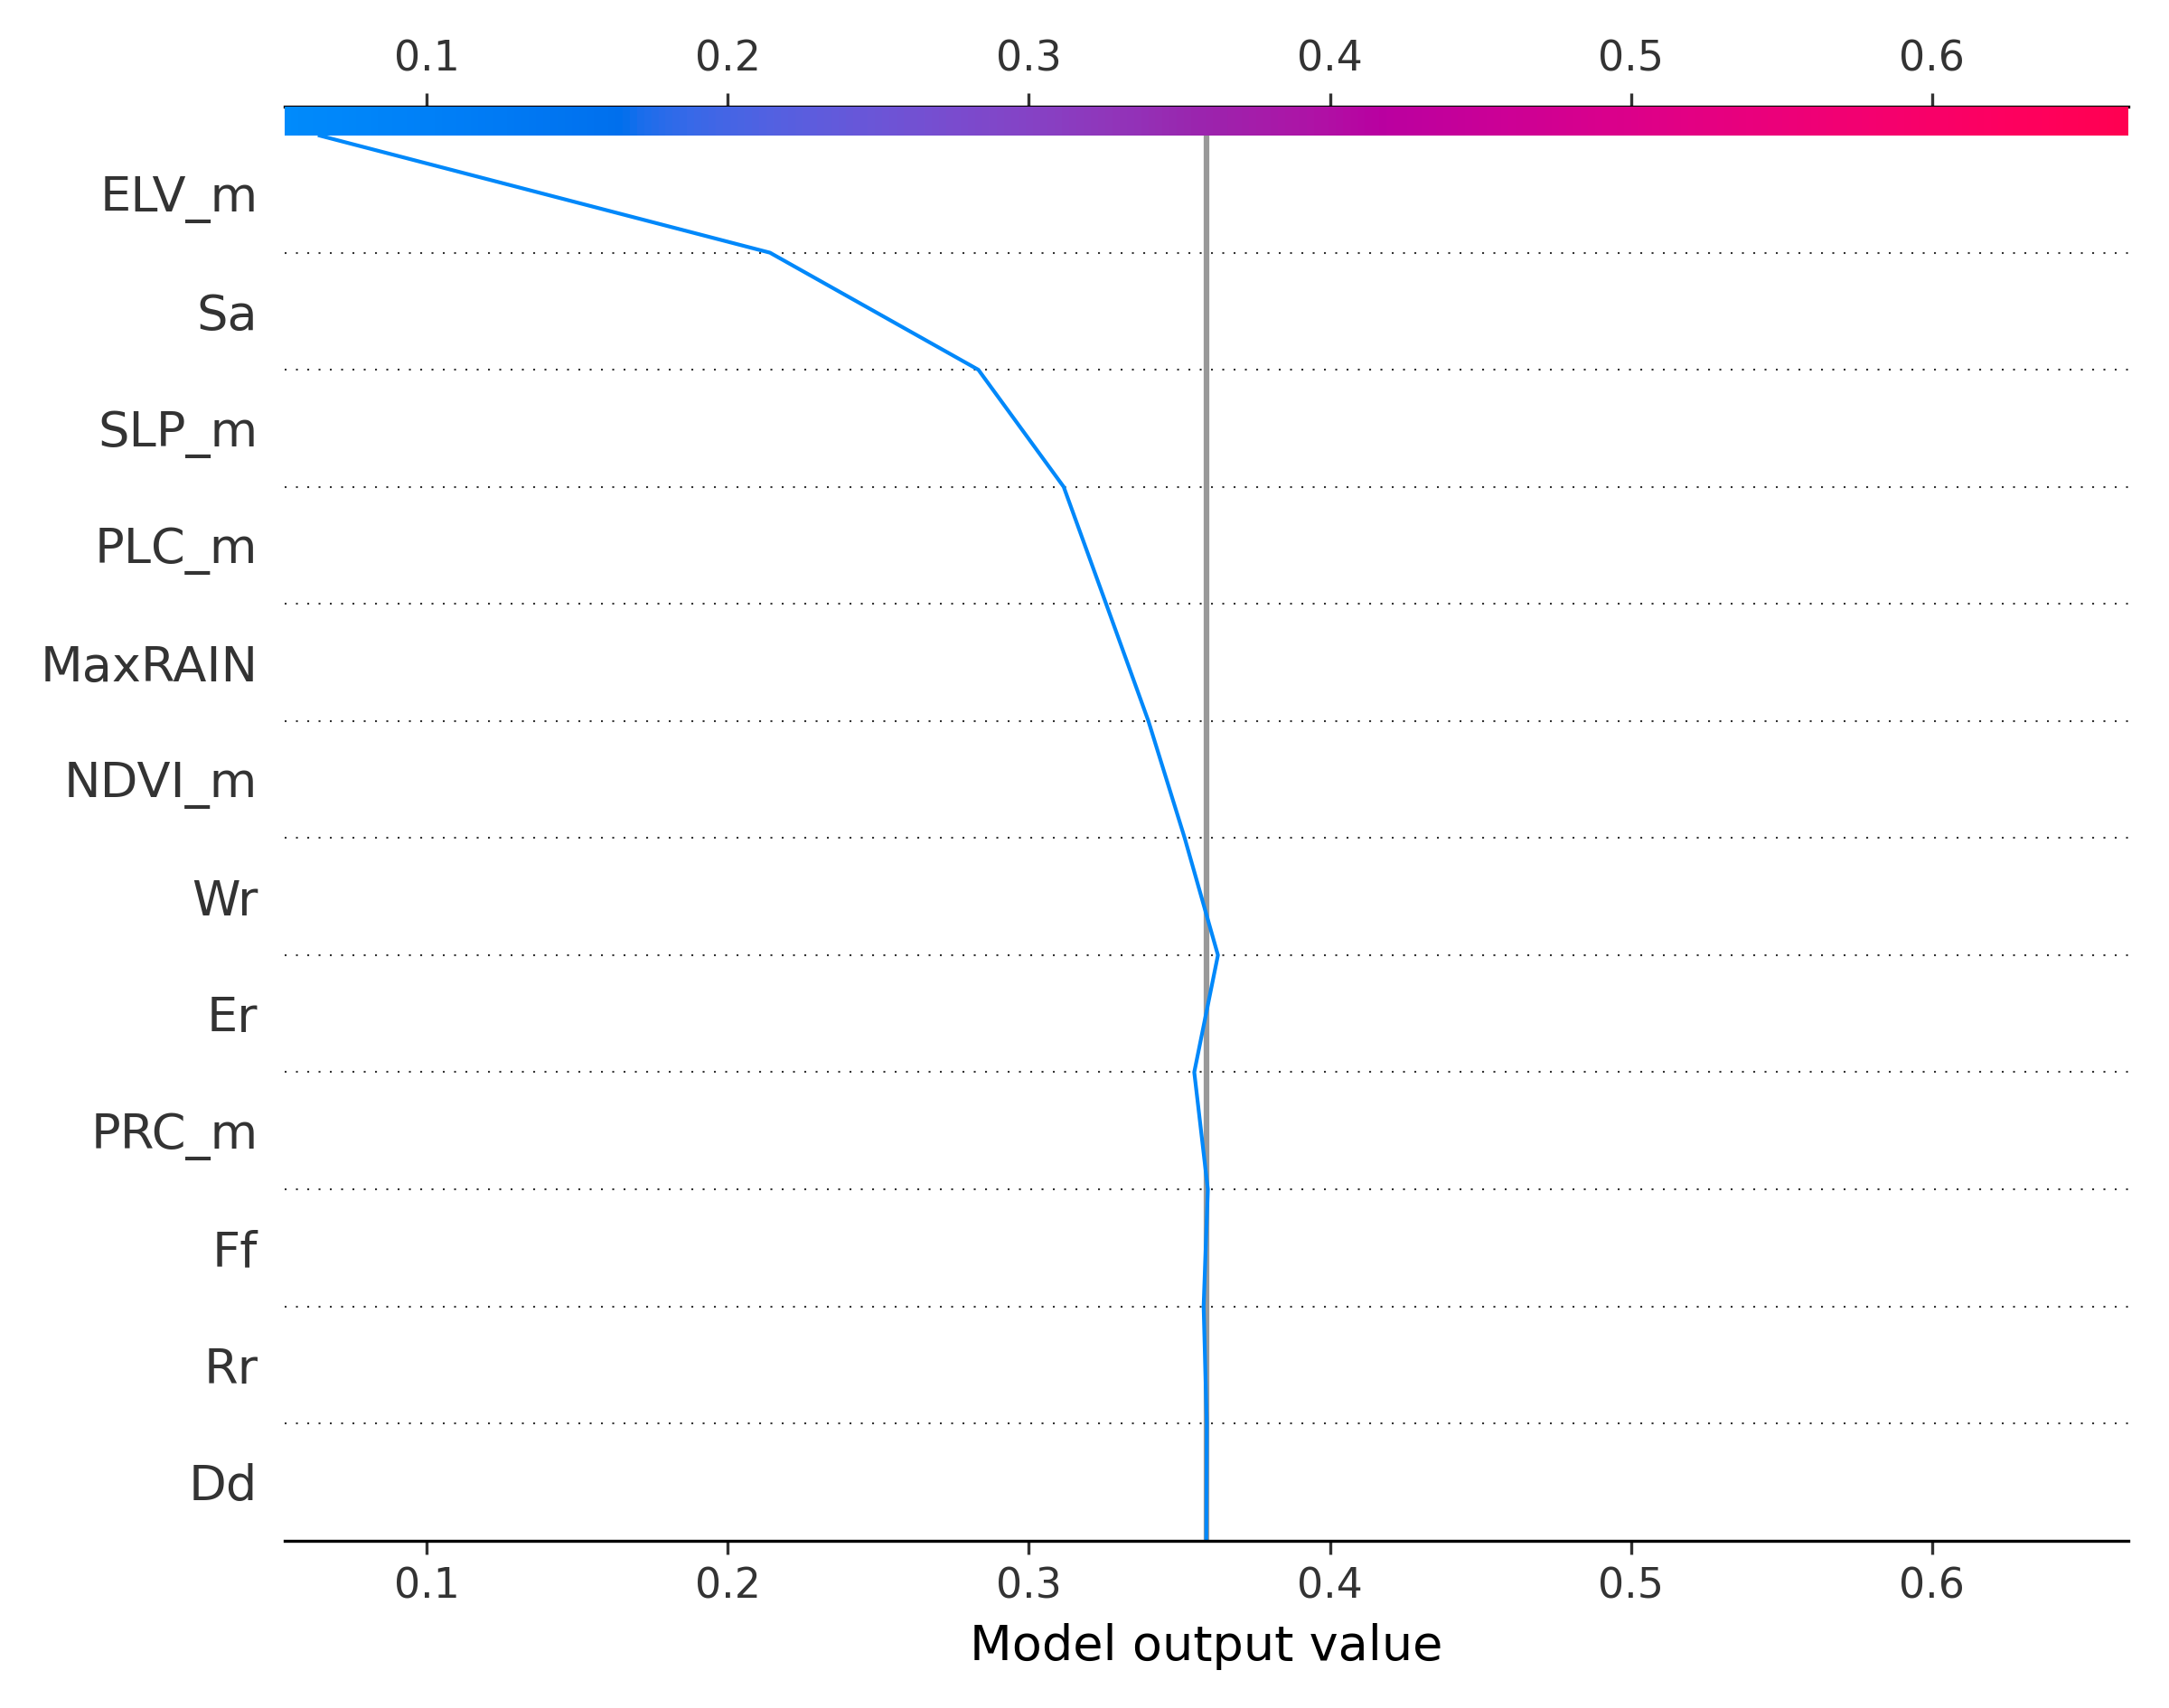 0.1 0.2 0.3 0.4 0.5 0.6
ELV_m
Sa
SLP_m
PLC_m
MaxRAIN
NDVI_m
Wr
Er
PRC_m
Ff
Rr
Dd
0.1 0.2 0.3 0.4 0.5 0.6
Model output value